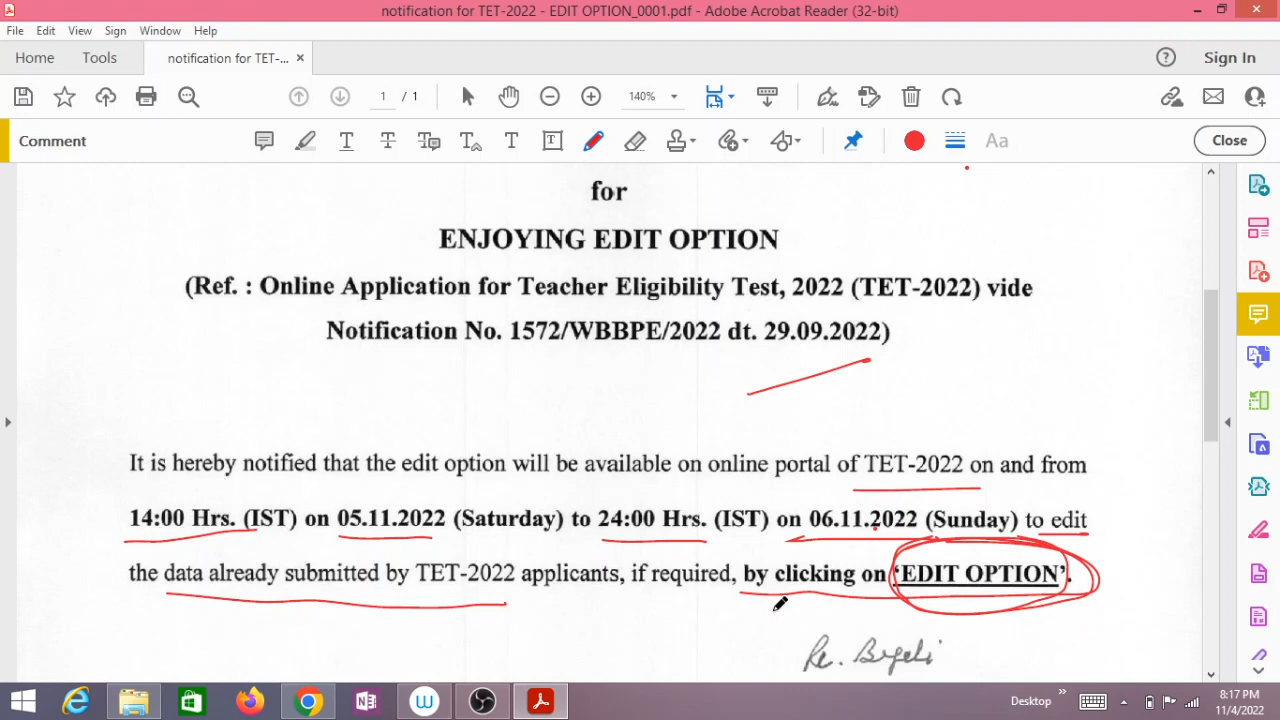 notification for TET-2022 - EDIT OPTION_0001.pdf - Adobe Acrobat Reader (32-bit)
File Edit View Sign Window Help
Home Tools notification for TET-... × Sign In
1 / 1 140%
Comment Aa Close
for
ENJOYING EDIT OPTION
(Ref. : Online Application for Teacher Eligibility Test, 2022 (TET-2022) vide
Notification No. 1572/WBBPE/2022 dt. 29.09.2022)
It is hereby notified that the edit option will be available on online portal of TET-2022 on and from
14:00 Hrs. (IST) on 05.11.2022 (Saturday) to 24:00 Hrs. (IST) on 06.11.2022 (Sunday) to edit
the data already submitted by TET-2022 applicants, if required, by clicking on ‘EDIT OPTION’.
Desktop » 8:17 PM
11/4/2022